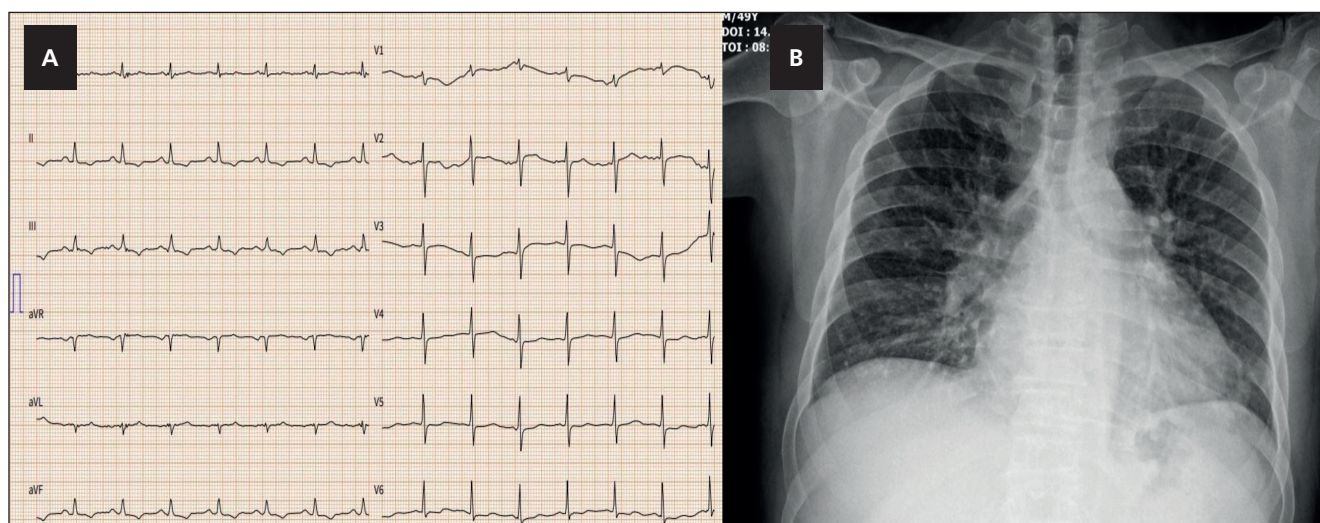 A
II
III
aVR
aVL
aVF
V1
V2
V3
V4
V5
V6
M/49Y
DOI : 14.
TOI : 08:
B